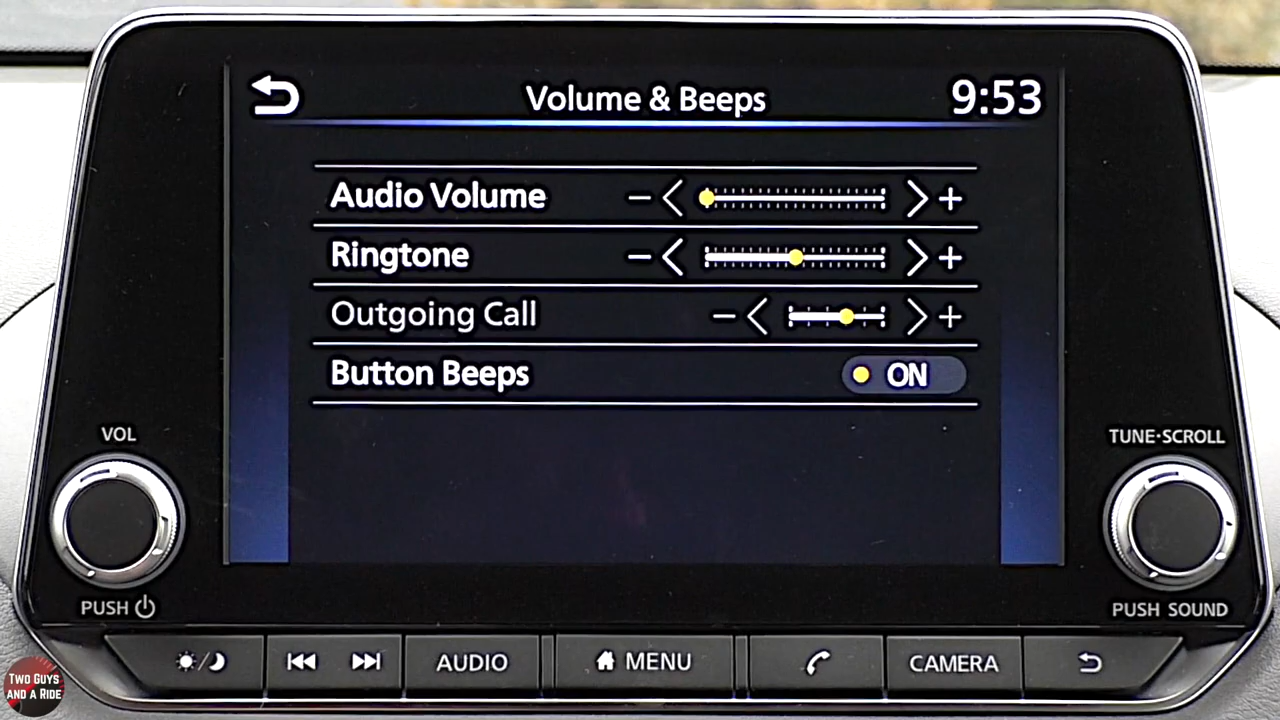 Volume & Beeps 9:53
Audio Volume − +
Ringtone − +
Outgoing Call − +
Button Beeps ON
VOL
TUNE·SCROLL
PUSH
PUSH SOUND
AUDIO MENU CAMERA
TWO GUYS
AND A RIDE